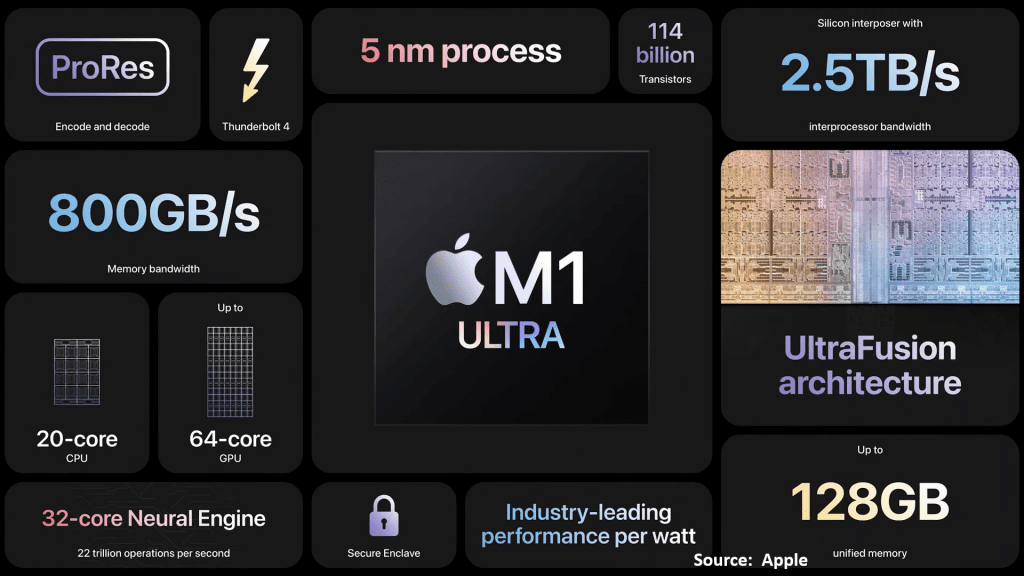 ProRes
Encode and decode
Thunderbolt 4
5 nm process
114
billion
Transistors
Silicon interposer with
2.5TB/s
interprocessor bandwidth
800GB/s
Memory bandwidth
M1
ULTRA
UltraFusion
architecture
20-core
CPU
Up to
64-core
GPU
32-core Neural Engine
22 trillion operations per second
Secure Enclave
Industry-leading
performance per watt
Up to
128GB
unified memory
Source: Apple